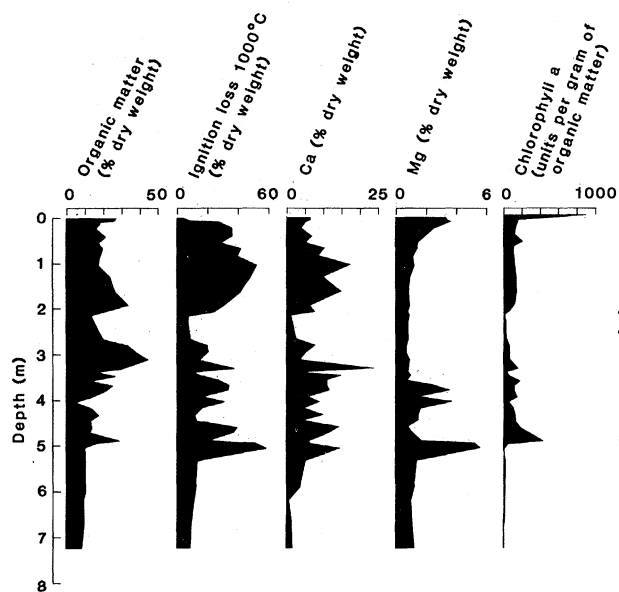 Organic matter
(% dry weight)
Ignition loss 1000°C
(% dry weight)
Ca (% dry weight)
Mg (% dry weight)
Chlorophyll a
(units per gram of
organic matter)
0 50 0 60 0 25 0 6 0 1000
0
1
2
3
4
5
6
7
8
Depth (m)